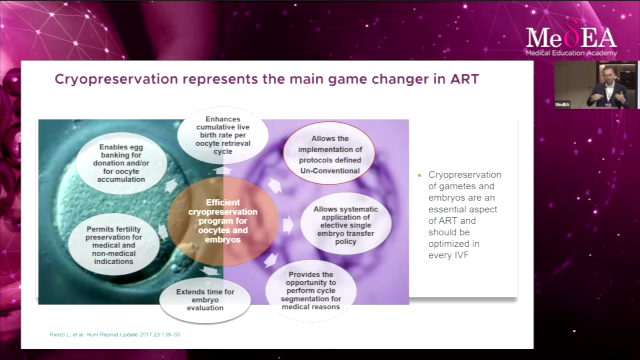 MedEA
Medical Education Academy
Cryopreservation represents the main game changer in ART
Enhances
cumulative live
birth rate per
oocyte retrieval
cycle
Allows the
implementation of
protocols defined
Un-Conventional
Enables egg
banking for
donation and/or
for oocyte
accumulation
Efficient
cryopreservation
program for
oocytes and
embryos
Allows systematic
application of
elective single
embryo transfer
policy
Permits fertility
preservation for
medical and
non-medical
indications
Provides the
opportunity to
perform cycle
segmentation for
medical reasons
Extends time for
embryo
evaluation
• Cryopreservation
of gametes and
embryos are an
essential aspect
of ART and
should be
optimized in
every IVF
Rienzi L, et al. Hum Reprod Update 2017;23:139-55
MedEA